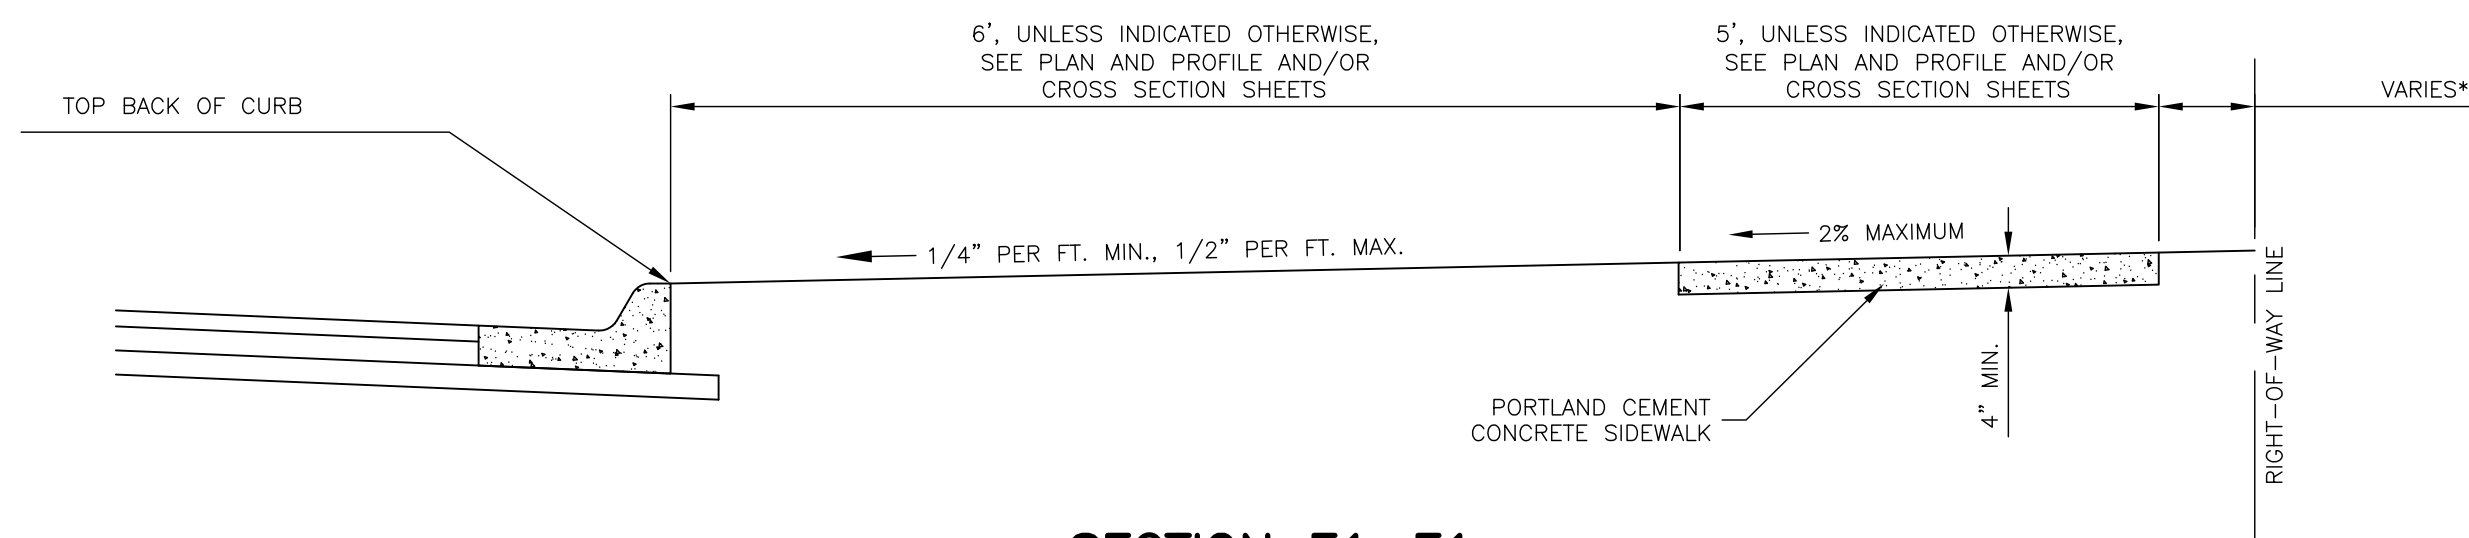 6', UNLESS INDICATED OTHERWISE,
SEE PLAN AND PROFILE AND/OR
CROSS SECTION SHEETS
5', UNLESS INDICATED OTHERWISE,
SEE PLAN AND PROFILE AND/OR
CROSS SECTION SHEETS
VARIES*
TOP BACK OF CURB
1/4" PER FT. MIN., 1/2" PER FT. MAX.
2% MAXIMUM
4" MIN.
RIGHT-OF-WAY LINE
PORTLAND CEMENT
CONCRETE SIDEWALK
SECTION